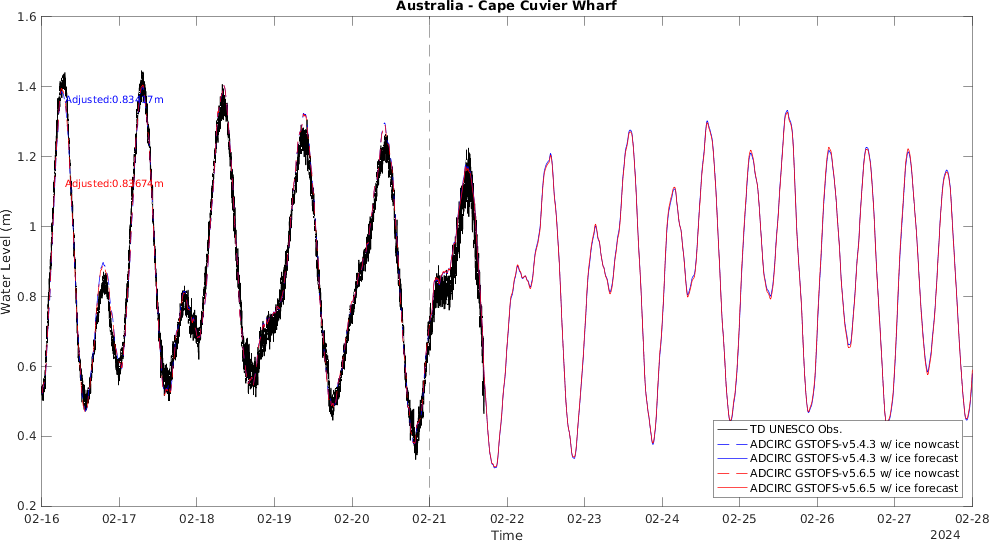 Australia - Cape Cuvier Wharf
1.6
1.4
1.2
1
0.8
0.6
0.4
0.2
Water Level (m)
Adjusted:0.83674m
TD UNESCO Obs.
ADCIRC GSTOFS-v5.4.3 w/ ice nowcast
ADCIRC GSTOFS-v5.4.3 w/ ice forecast
ADCIRC GSTOFS-v5.6.5 w/ ice nowcast
ADCIRC GSTOFS-v5.6.5 w/ ice forecast
02-16 02-17 02-18 02-19 02-20 02-21 02-22 02-23 02-24 02-25 02-26 02-27 02-28
Time
2024